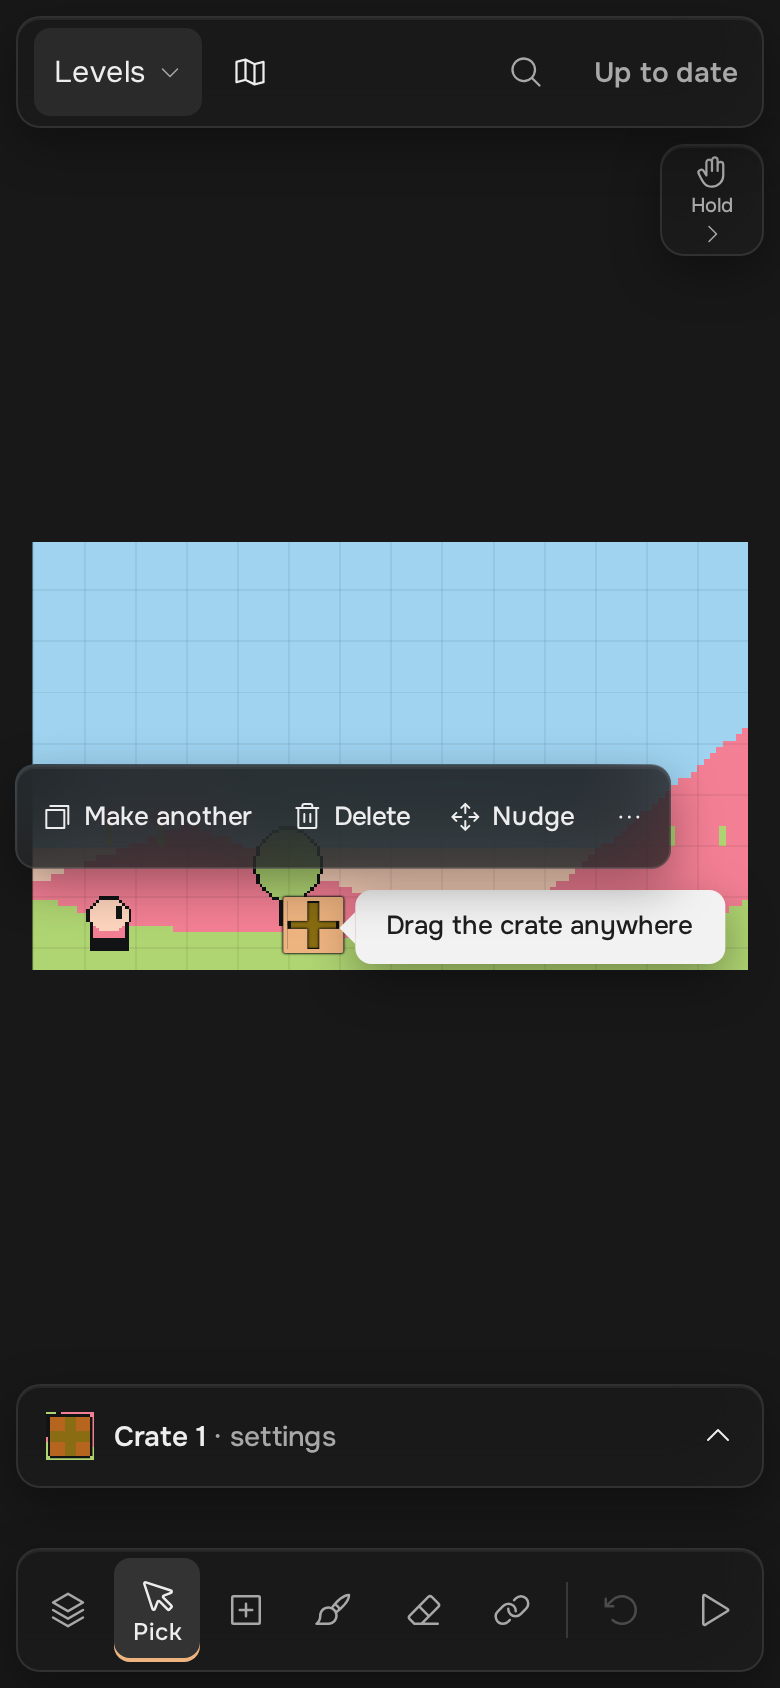 Levels
Up to date
Hold
Make another
Delete
Nudge
Drag the crate anywhere
Crate 1 · settings
Pick